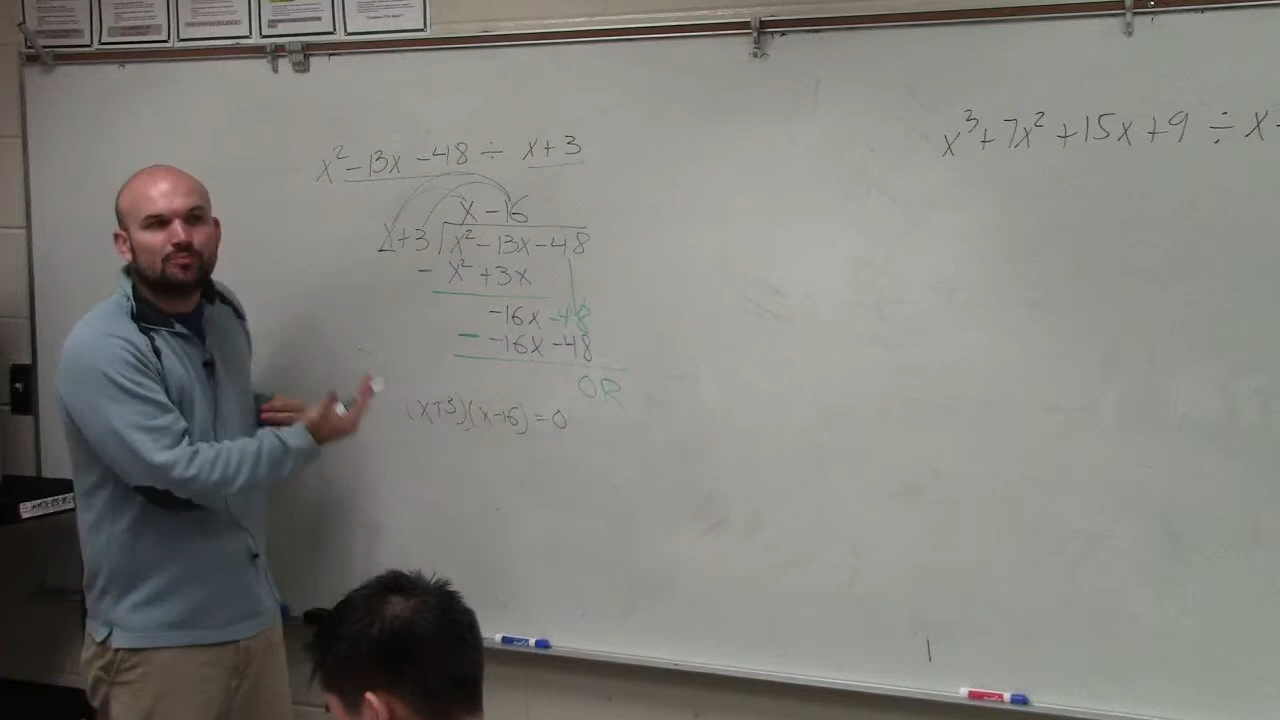 x² - 13x - 48 ÷ x + 3
x - 16
x + 3 x² - 13x - 48
- x² + 3x
-16x - 48
- -16x - 48
OR
(x+3)(x-16) = 0
x³ + 7x² + 15x + 9 ÷ x -